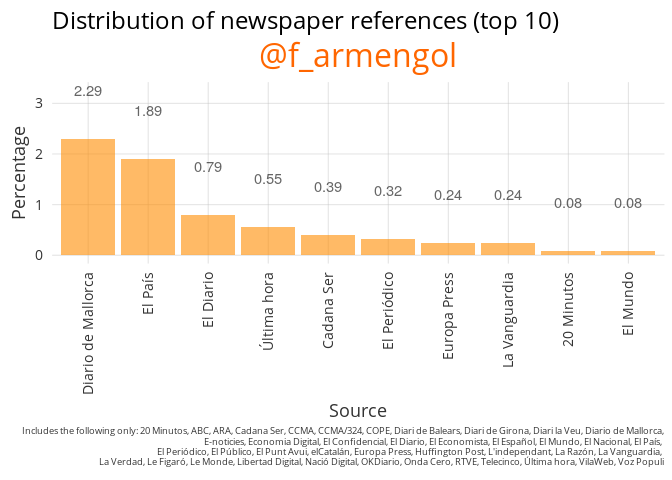 Distribution of newspaper references (top 10)
@f_armengol
Percentage
3
2
1
0
2.29
1.89
0.79
0.55
0.39
0.32
0.24
0.24
0.08
0.08
Diario de Mallorca
El País
El Diario
Última hora
Cadana Ser
El Periódico
Europa Press
La Vanguardia
20 Minutos
El Mundo
Source
Includes the following only: 20 Minutos, ABC, ARA, Cadana Ser, CCMA, CCMA/324, COPE, Diari de Balears, Diari de Girona, Diari la Veu, Diario de Mallorca,
E-noticies, Economia Digital, El Confidencial, El Diario, El Economista, El Español, El Mundo, El Nacional, El País,
El Periódico, El Público, El Punt Avui, elCatalán, Europa Press, Huffington Post, L'independant, La Razón, La Vanguardia,
La Verdad, Le Figaró, Le Monde, Libertad Digital, Nació Digital, OKDiario, Onda Cero, RTVE, Telecinco, Última hora, VilaWeb, Voz Populi